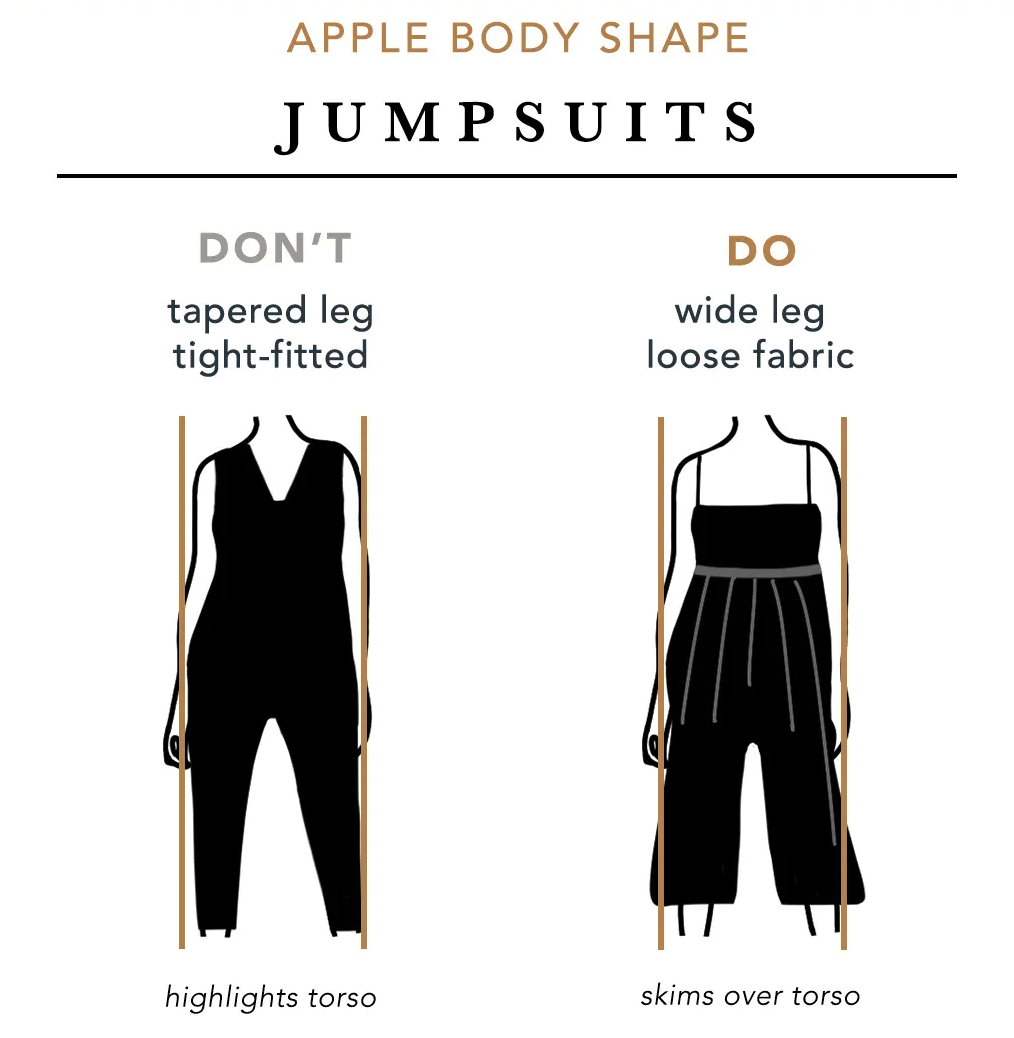 APPLE BODY SHAPE
JUMPSUITS
DON’T
tapered leg
tight-fitted
highlights torso
DO
wide leg
loose fabric
skims over torso